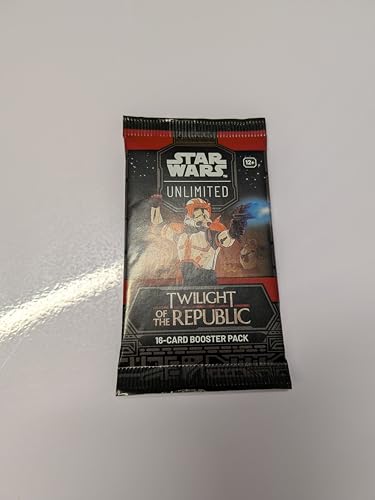 STAR
WARS
12+
UNLIMITED
TWILIGHT
OF THE REPUBLIC
16-CARD BOOSTER PACK